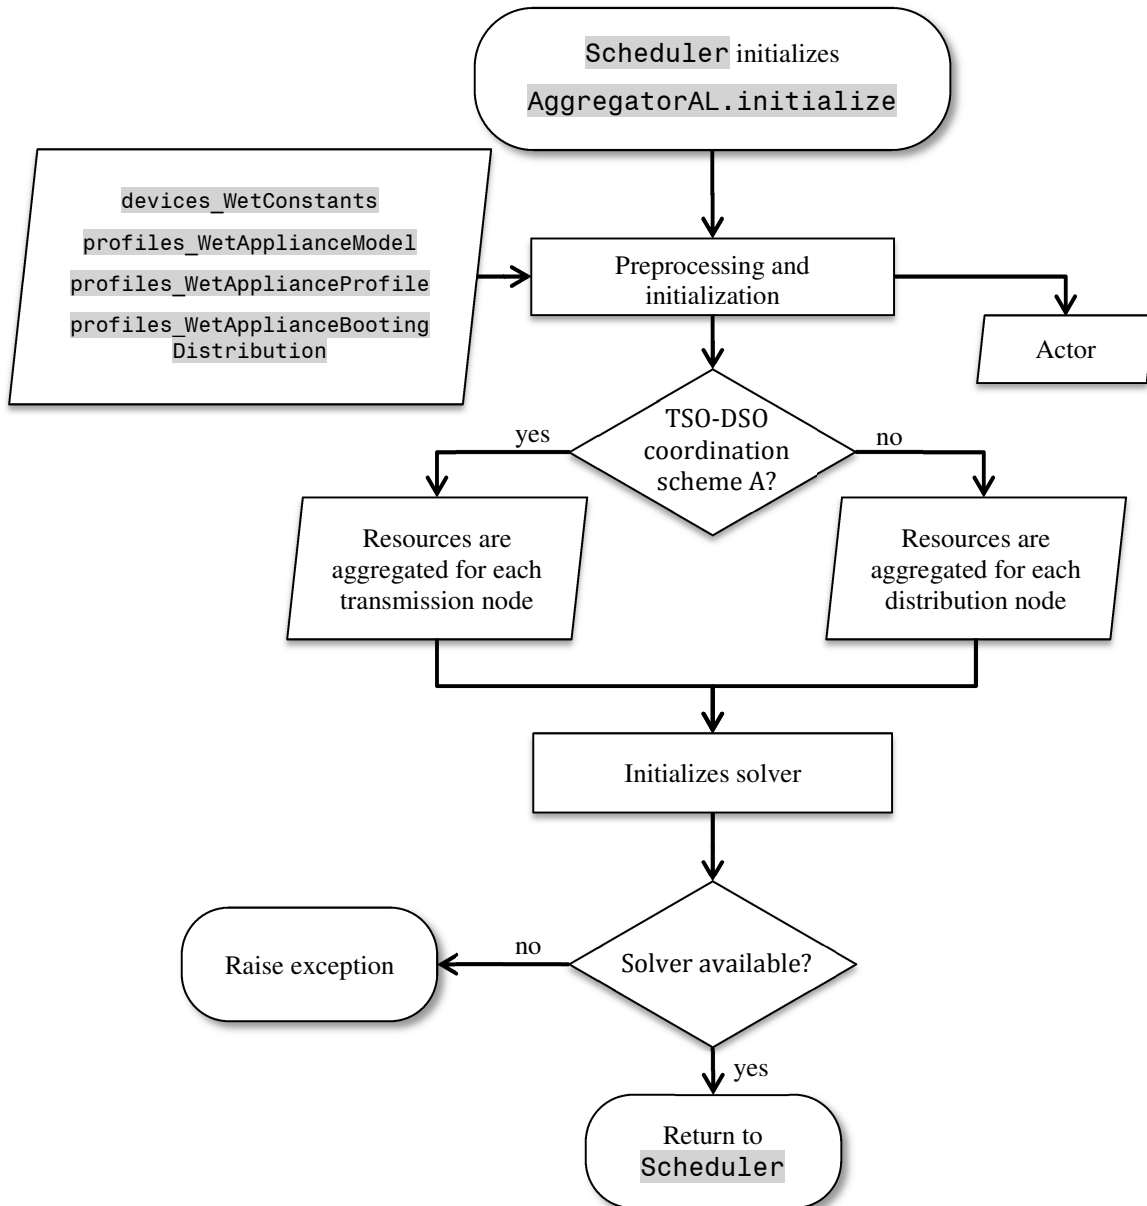 Scheduler initializes
AggregatorAL.initialize
devices_WetConstants
profiles_WetApplianceModel
profiles_WetApplianceProfile
profiles_WetApplianceBooting
Distribution
Preprocessing and
initialization
Actor
TSO-DSO
coordination
scheme A?
yes
no
Resources are
aggregated for each
transmission node
Resources are
aggregated for each
distribution node
Initializes solver
Solver available?
no
Raise exception
yes
Return to
Scheduler